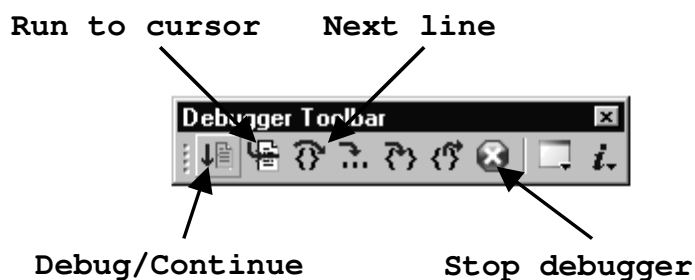 Run to cursor
Next line
Debugger Toolbar
Debug/Continue
Stop debugger